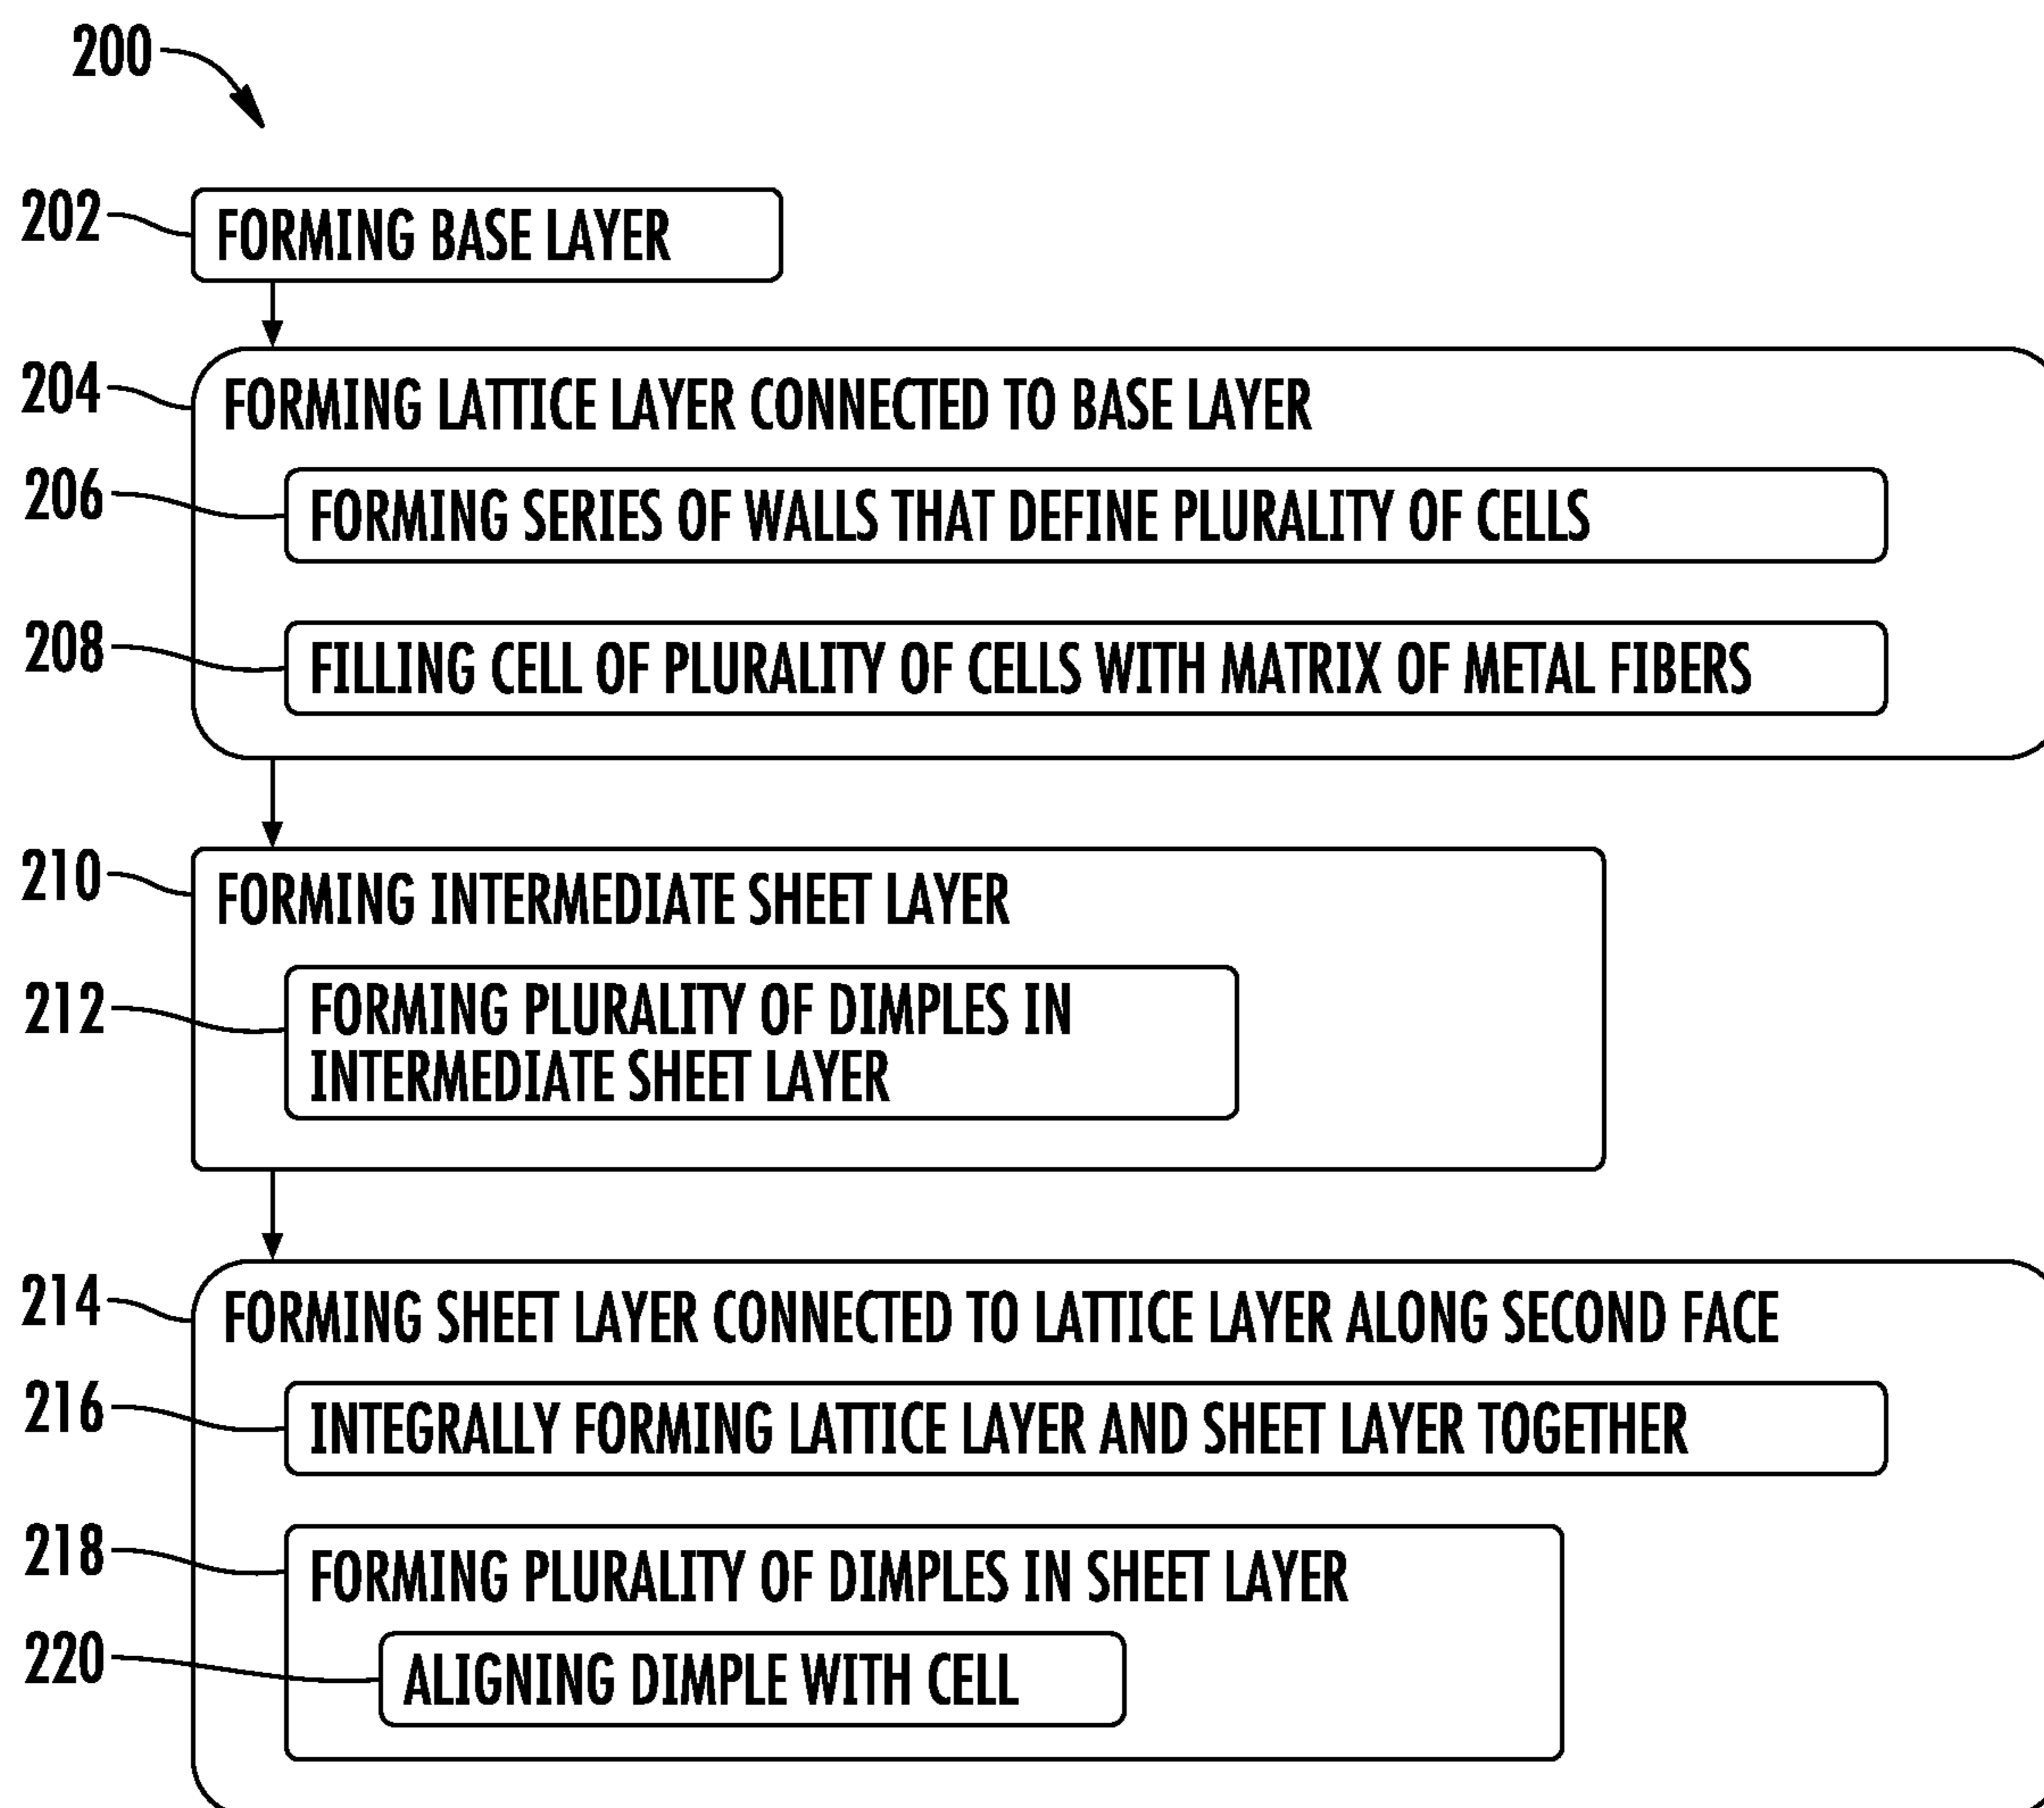 200
202 FORMING BASE LAYER
204 FORMING LATTICE LAYER CONNECTED TO BASE LAYER
206 FORMING SERIES OF WALLS THAT DEFINE PLURALITY OF CELLS
208 FILLING CELL OF PLURALITY OF CELLS WITH MATRIX OF METAL FIBERS
210 FORMING INTERMEDIATE SHEET LAYER
212 FORMING PLURALITY OF DIMPLES IN
INTERMEDIATE SHEET LAYER
214 FORMING SHEET LAYER CONNECTED TO LATTICE LAYER ALONG SECOND FACE
216 INTEGRALLY FORMING LATTICE LAYER AND SHEET LAYER TOGETHER
218 FORMING PLURALITY OF DIMPLES IN SHEET LAYER
220 ALIGNING DIMPLE WITH CELL